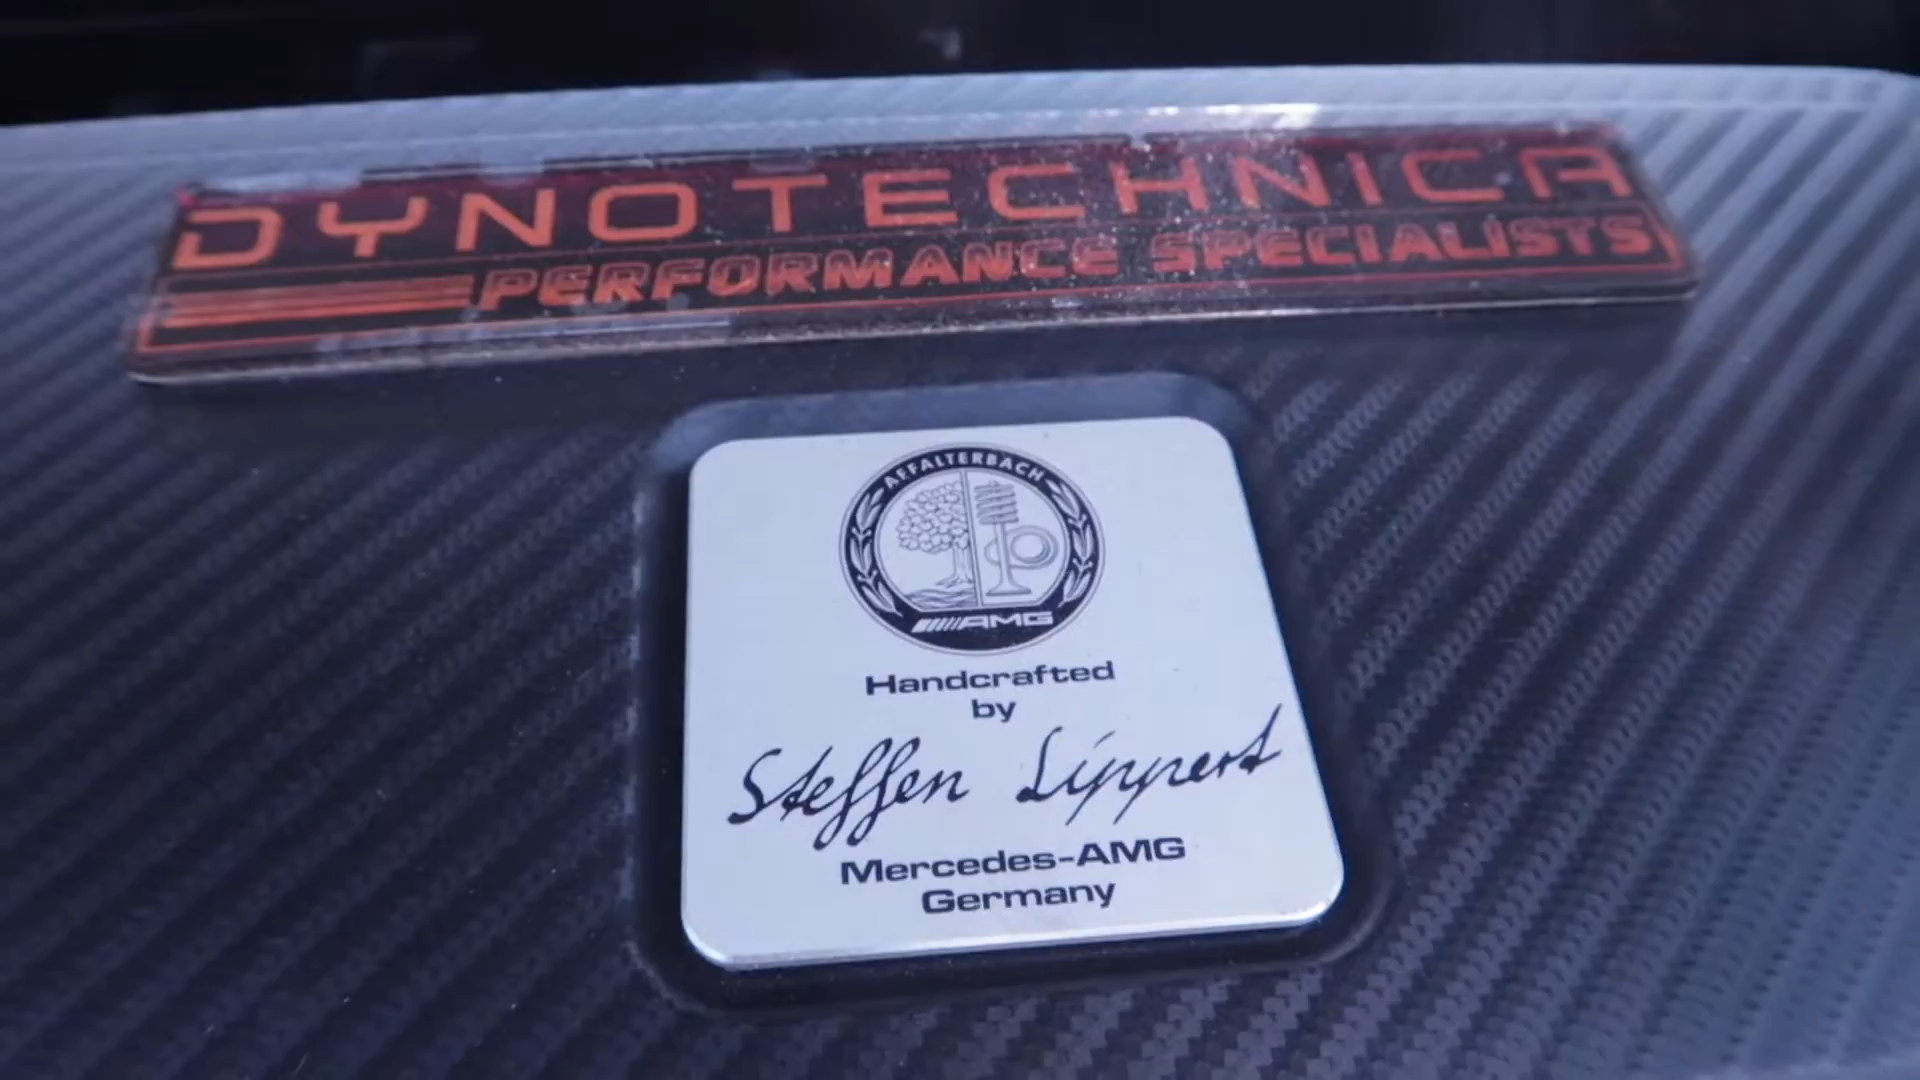 DYNOTECHNICA
PERFORMANCE SPECIALISTS
AFFALTERBACH
AMG
Handcrafted
by
Steffen Lippert
Mercedes-AMG
Germany